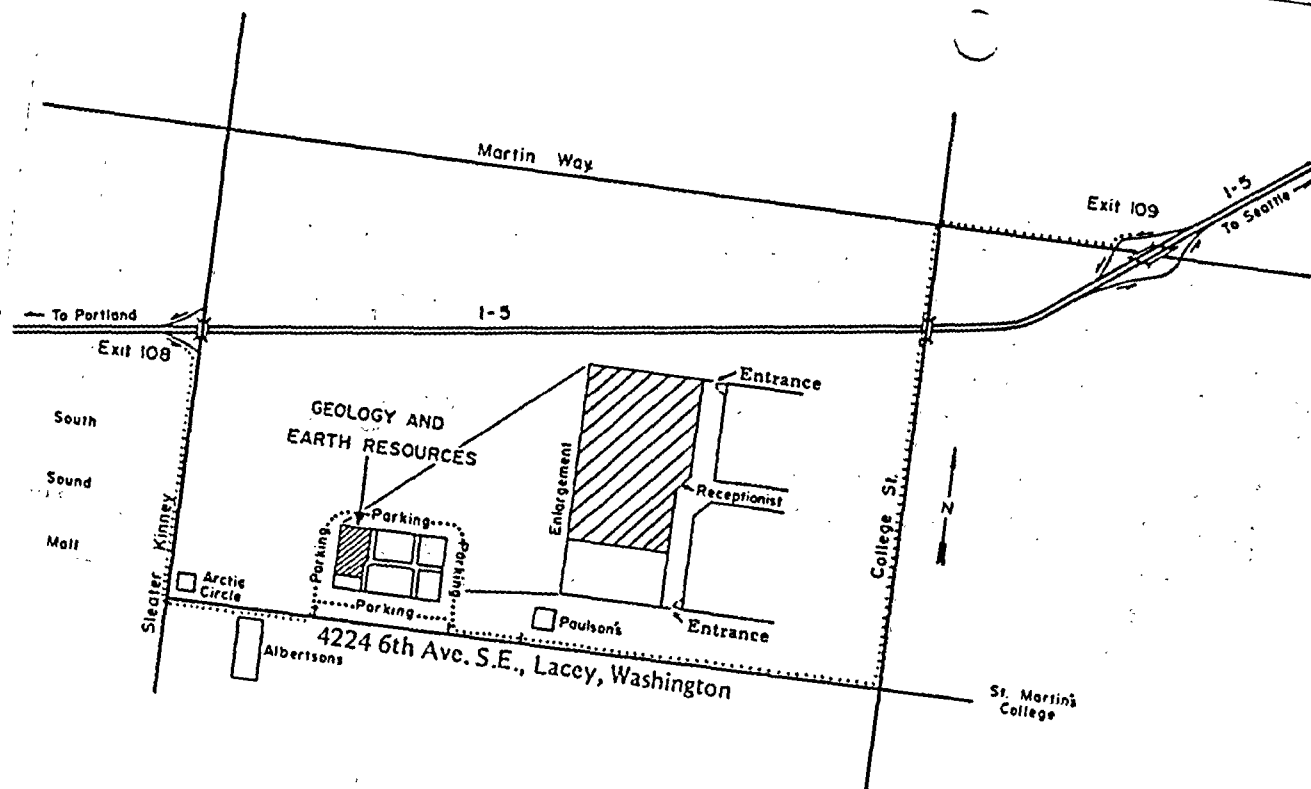 Martin Way
Exit 109
I-5
To Seattle
To Portland
I-5
Exit 108
Entrance
GEOLOGY AND
EARTH RESOURCES
South
Sound
Mall
Enlargement
Receptionist
College St.
N
Sleater Kinney
Parking
Parking
Parking
Parking
Arctic
Circle
Paulson's
Entrance
Albertsons
4224 6th Ave. S.E., Lacey, Washington
St. Martin's
College